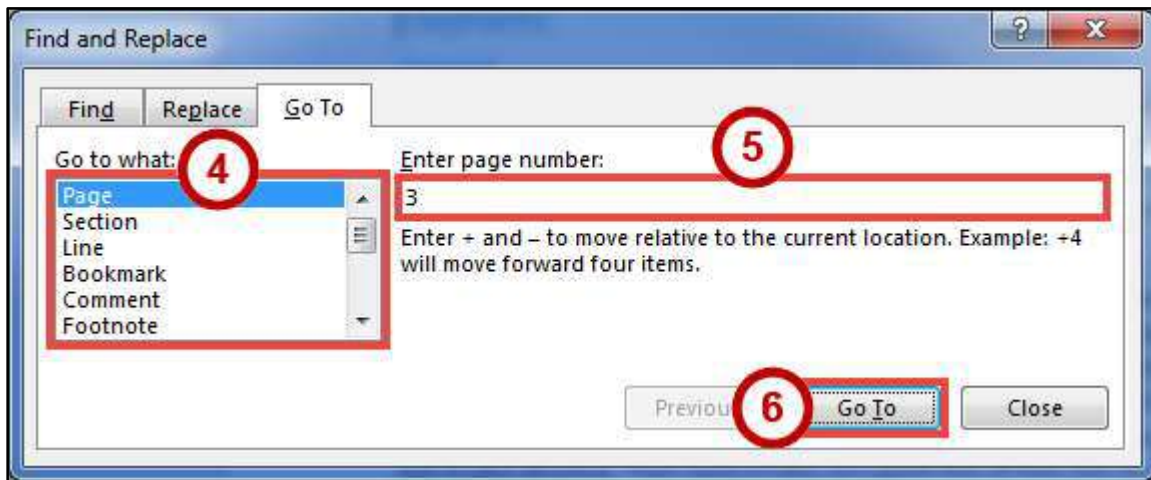 Find and Replace
Find Replace Go To
Go to what:
4
Enter page number:
5
Page
Section
Line
Bookmark
Comment
Footnote
3
Enter + and – to move relative to the current location. Example: +4
will move forward four items.
6
Go To
Close